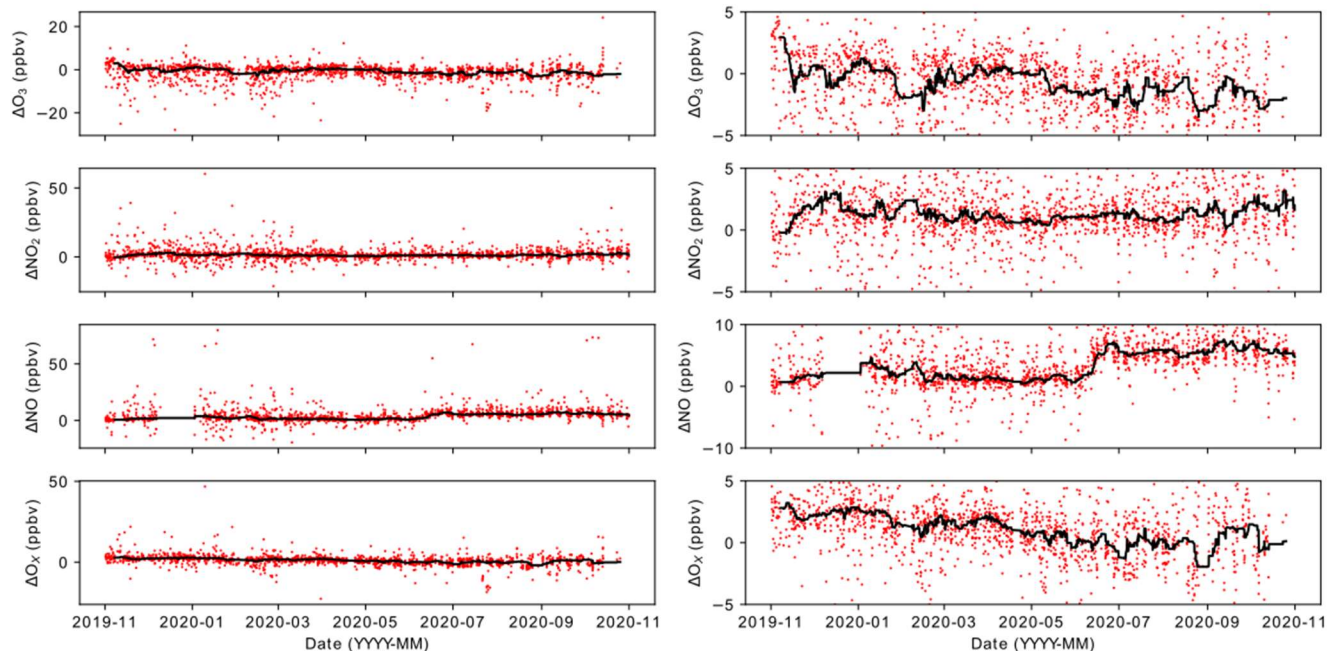 ΔO₃ (ppbv)
20
0
−20
ΔO₃ (ppbv)
5
0
−5
ΔNO₂ (ppbv)
50
0
ΔNO₂ (ppbv)
5
0
−5
ΔNO (ppbv)
50
0
ΔNO (ppbv)
10
0
−10
ΔOₓ (ppbv)
50
0
2019-11 2020-01 2020-03 2020-05 2020-07 2020-09 2020-11
Date (YYYY-MM)
ΔOₓ (ppbv)
5
0
−5
2019-11 2020-01 2020-03 2020-05 2020-07 2020-09 2020-11
Date (YYYY-MM)